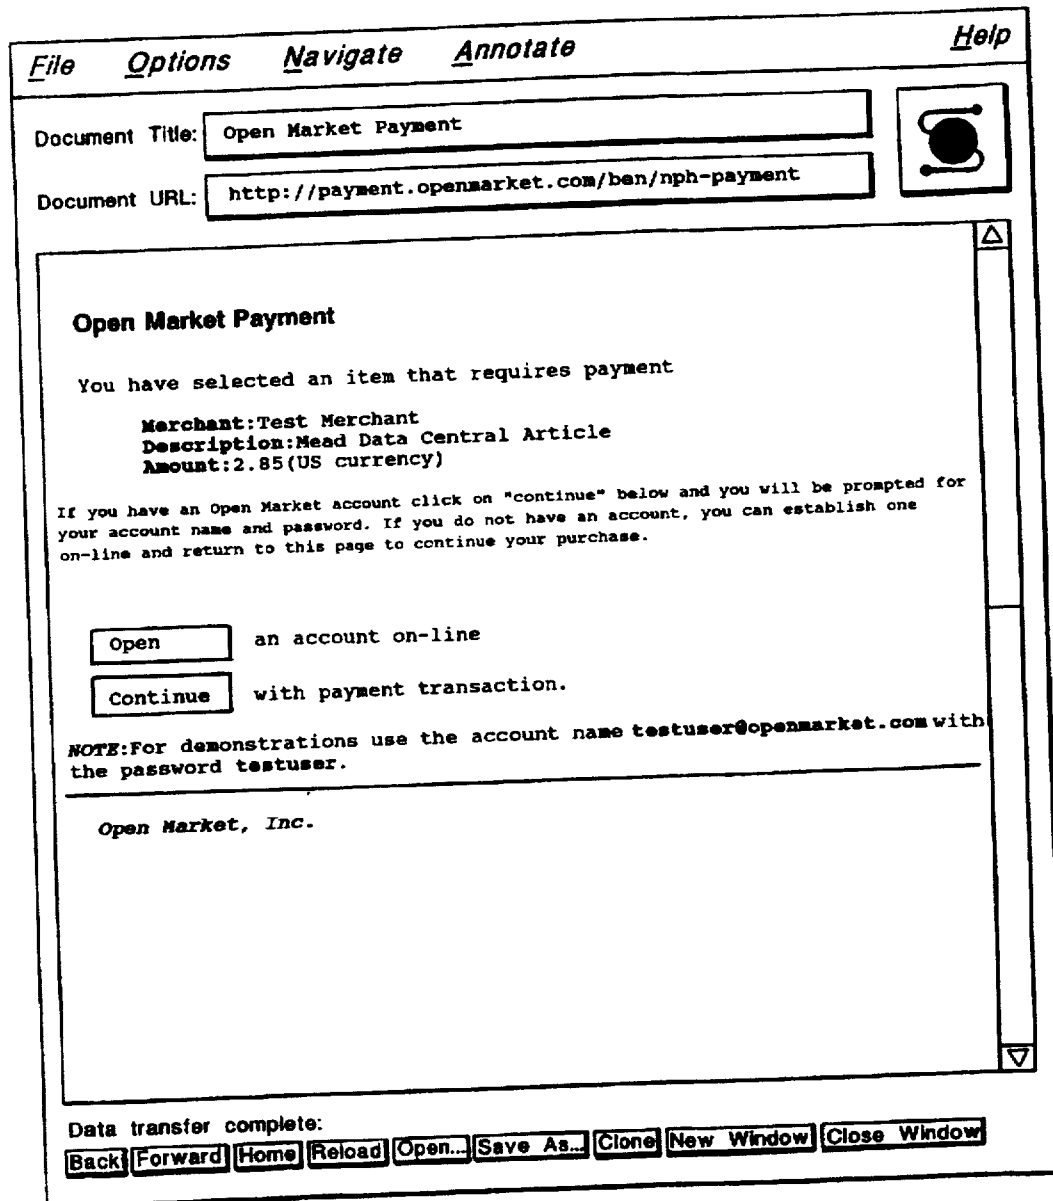 File Options Navigate Annotate Help
Document Title: Open Market Payment
Document URL: http://payment.openmarket.com/ben/nph-payment
Open Market Payment
You have selected an item that requires payment
Merchant:Test Merchant
Description:Mead Data Central Article
Amount:2.85(US currency)
If you have an Open Market Account click on "continue" below and you will be prompted for
your account name and password. If you do not have an account, you can establish one
on-line and return to this page to continue your purchase.
Open an account on-line
Continue with payment transaction.
NOTE:For demonstrations use the account name testuser@openmarket.com with
the password testuser.
Open Market, Inc.
Data transfer complete:
Back Forward Home Reload Open... Save As... Clone New Window Close Window